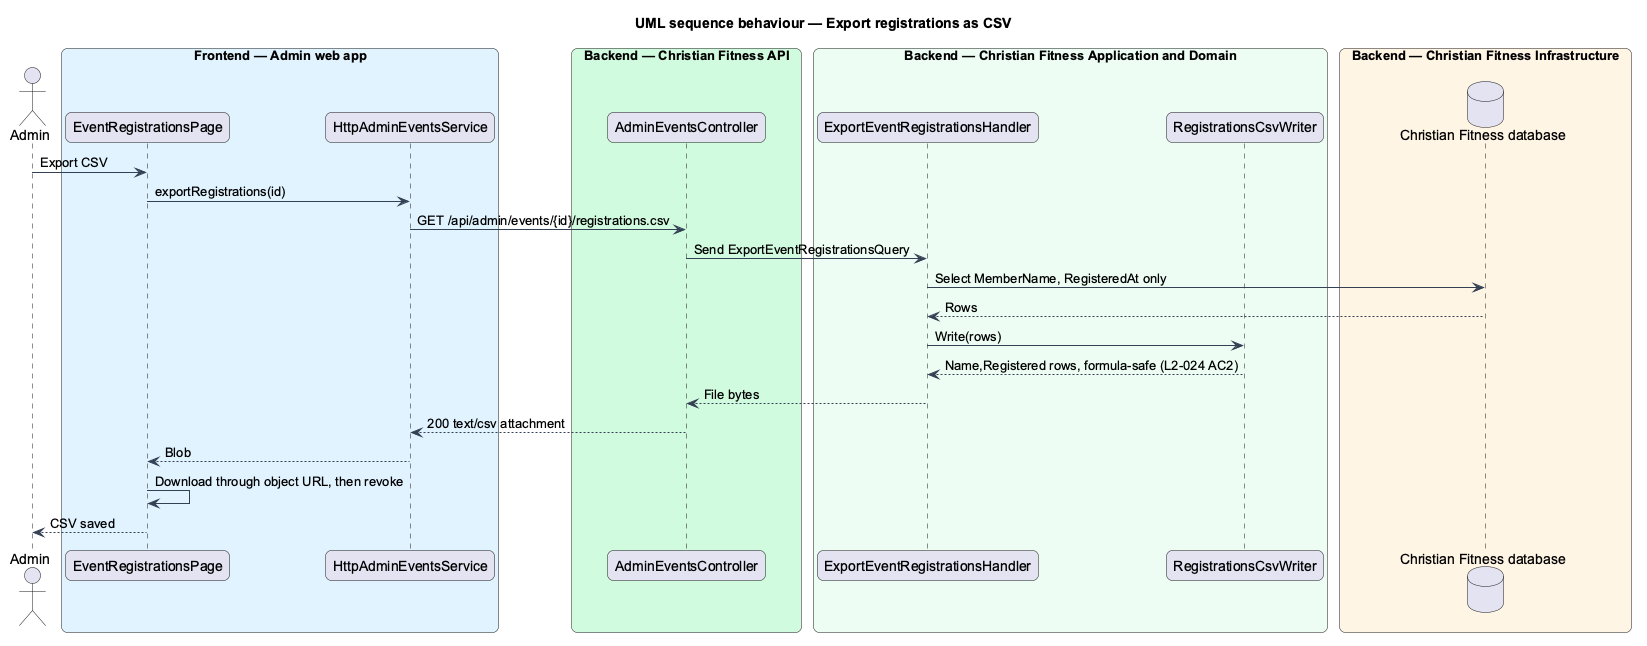 UML sequence behaviour — Export registrations as CSV
Frontend — Admin web app
Backend — Christian Fitness API
Backend — Christian Fitness Application and Domain
Backend — Christian Fitness Infrastructure
Admin
EventRegistrationsPage
HttpAdminEventsService
AdminEventsController
ExportEventRegistrationsHandler
RegistrationsCsvWriter
Christian Fitness database
Export CSV
exportRegistrations(id)
GET /api/admin/events/{id}/registrations.csv
Send ExportEventRegistrationsQuery
Select MemberName, RegisteredAt only
Rows
Write(rows)
Name,Registered rows, formula-safe (L2-024 AC2)
File bytes
200 text/csv attachment
Blob
Download through object URL, then revoke
CSV saved
Admin
EventRegistrationsPage
HttpAdminEventsService
AdminEventsController
ExportEventRegistrationsHandler
RegistrationsCsvWriter
Christian Fitness database